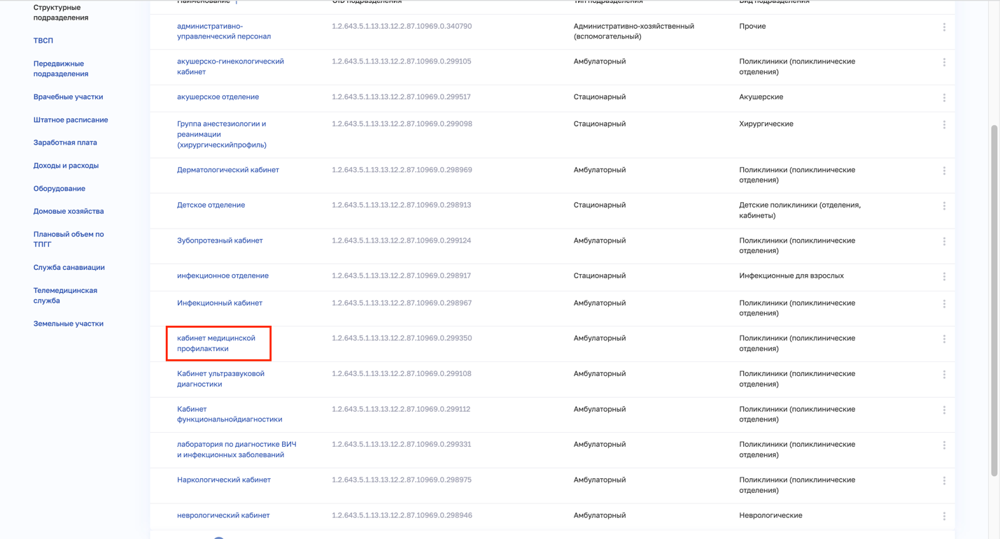 Структурные
подразделения
ТВСП
Передвижные
подразделения
Врачебные участки
Штатное расписание
Заработная плата
Доходы и расходы
Оборудование
Домовые хозяйства
Плановый объем по
ТПГГ
Служба санавиации
Телемедицинская
служба
Земельные участки
Наименование ↑ OID подразделения Тип подразделения Вид подразделения
административно- 1.2.643.5.1.13.13.12.2.87.10969.0.340790 Административно-хозяйственный Прочие
управленческий персонал (вспомогательный)
акушерско-гинекологический 1.2.643.5.1.13.13.12.2.87.10969.0.299105 Амбулаторный Поликлиники (поликлинические
кабинет отделения)
акушерское отделение 1.2.643.5.1.13.13.12.2.87.10969.0.299517 Стационарный Акушерские
Группа анестезиологии и 1.2.643.5.1.13.13.12.2.87.10969.0.299098 Стационарный Хирургические
реанимации
(хирургическийпрофиль)
Дерматологический кабинет 1.2.643.5.1.13.13.12.2.87.10969.0.298969 Амбулаторный Поликлиники (поликлинические
отделения)
Детское отделение 1.2.643.5.1.13.13.12.2.87.10969.0.298913 Стационарный Детские поликлиники (отделения,
кабинеты)
Зубопротезный кабинет 1.2.643.5.1.13.13.12.2.87.10969.0.299124 Амбулаторный Поликлиники (поликлинические
отделения)
инфекционное отделение 1.2.643.5.1.13.13.12.2.87.10969.0.298917 Стационарный Инфекционные для взрослых
Инфекционный кабинет 1.2.643.5.1.13.13.12.2.87.10969.0.298967 Амбулаторный Поликлиники (поликлинические
отделения)
кабинет медицинской 1.2.643.5.1.13.13.12.2.87.10969.0.299350 Амбулаторный Поликлиники (поликлинические
профилактики отделения)
Кабинет ультразвуковой 1.2.643.5.1.13.13.12.2.87.10969.0.299108 Амбулаторный Поликлиники (поликлинические
диагностики отделения)
Кабинет 1.2.643.5.1.13.13.12.2.87.10969.0.299112 Амбулаторный Поликлиники (поликлинические
функциональнойдиагностики отделения)
лаборатория по диагностике ВИЧ 1.2.643.5.1.13.13.12.2.87.10969.0.299331 Амбулаторный Поликлиники (поликлинические
и инфекционных заболеваний отделения)
Наркологический кабинет 1.2.643.5.1.13.13.12.2.87.10969.0.298975 Амбулаторный Поликлиники (поликлинические
отделения)
неврологический кабинет 1.2.643.5.1.13.13.12.2.87.10969.0.298946 Амбулаторный Неврологические